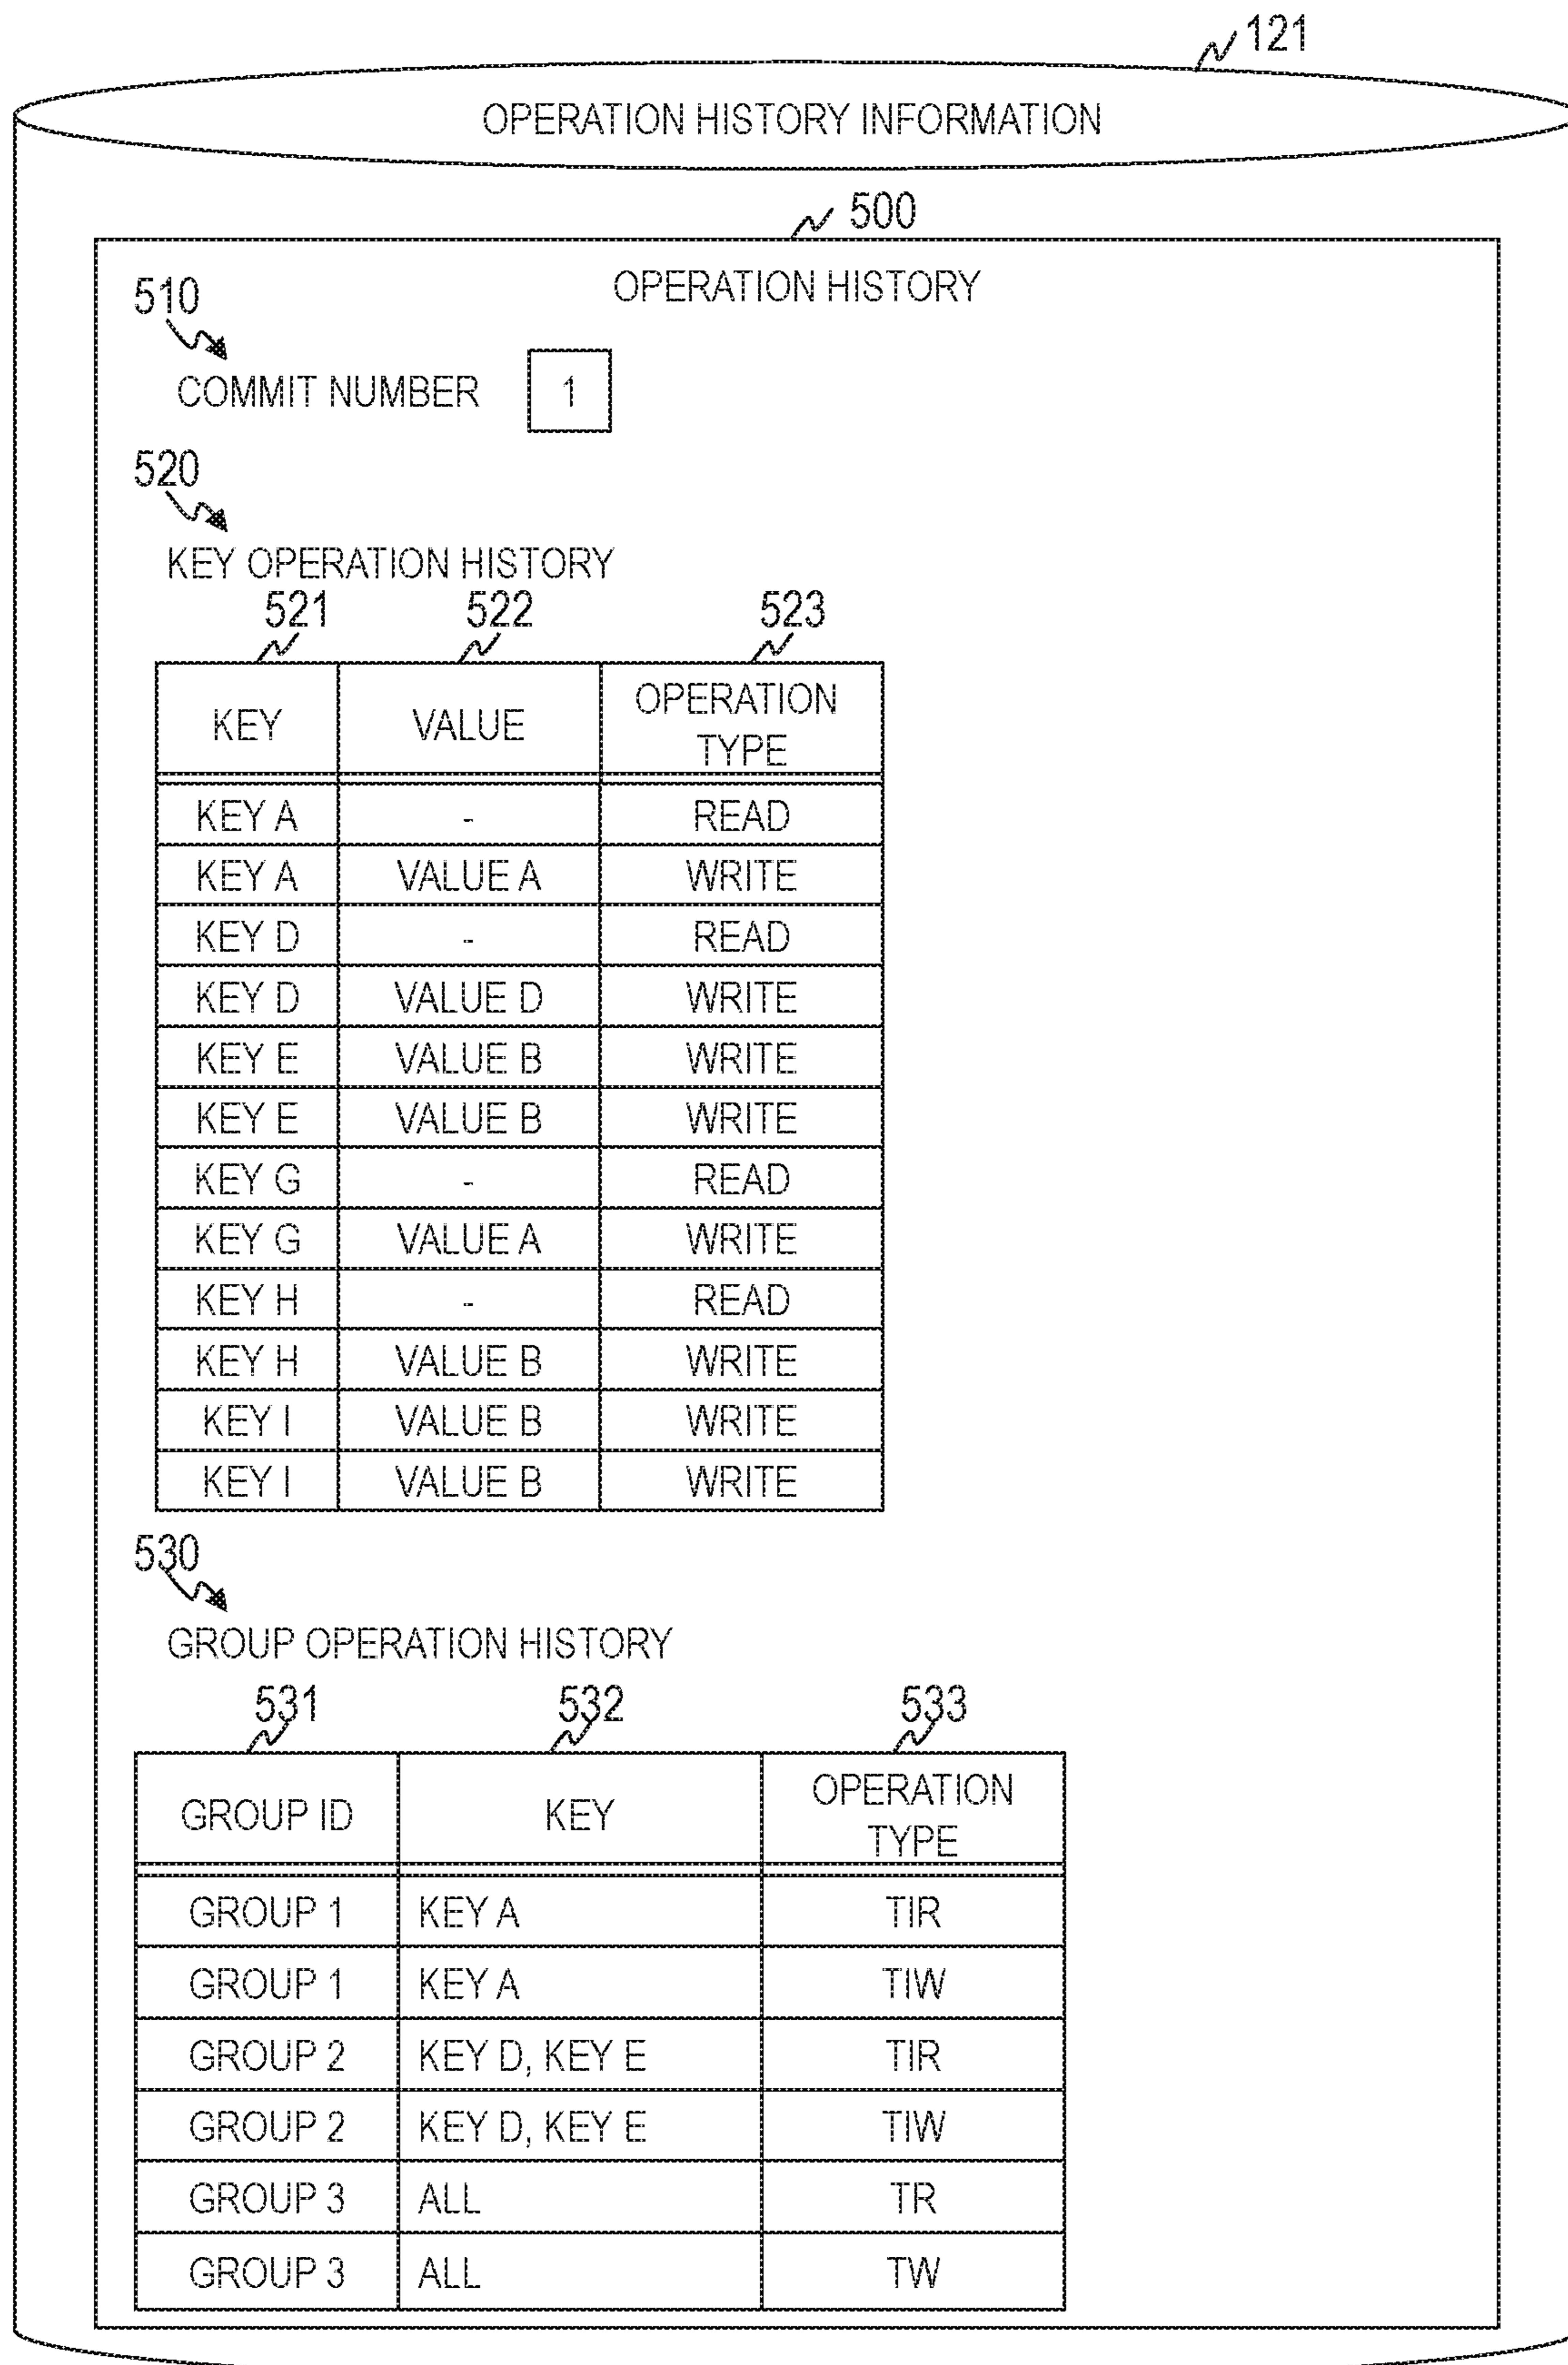 121
OPERATION HISTORY INFORMATION
500
OPERATION HISTORY
510
COMMIT NUMBER 1
520
KEY OPERATION HISTORY
521 522 523
KEY VALUE OPERATION TYPE
KEY A - READ
KEY A VALUE A WRITE
KEY D - READ
KEY D VALUE D WRITE
KEY E VALUE B WRITE
KEY E VALUE B WRITE
KEY G - READ
KEY G VALUE A WRITE
KEY H - READ
KEY H VALUE B WRITE
KEY I VALUE B WRITE
KEY I VALUE B WRITE
530
GROUP OPERATION HISTORY
531 532 533
GROUP ID KEY OPERATION TYPE
GROUP 1 KEY A TIR
GROUP 1 KEY A TIW
GROUP 2 KEY D, KEY E TIR
GROUP 2 KEY D, KEY E TIW
GROUP 3 ALL TR
GROUP 3 ALL TW